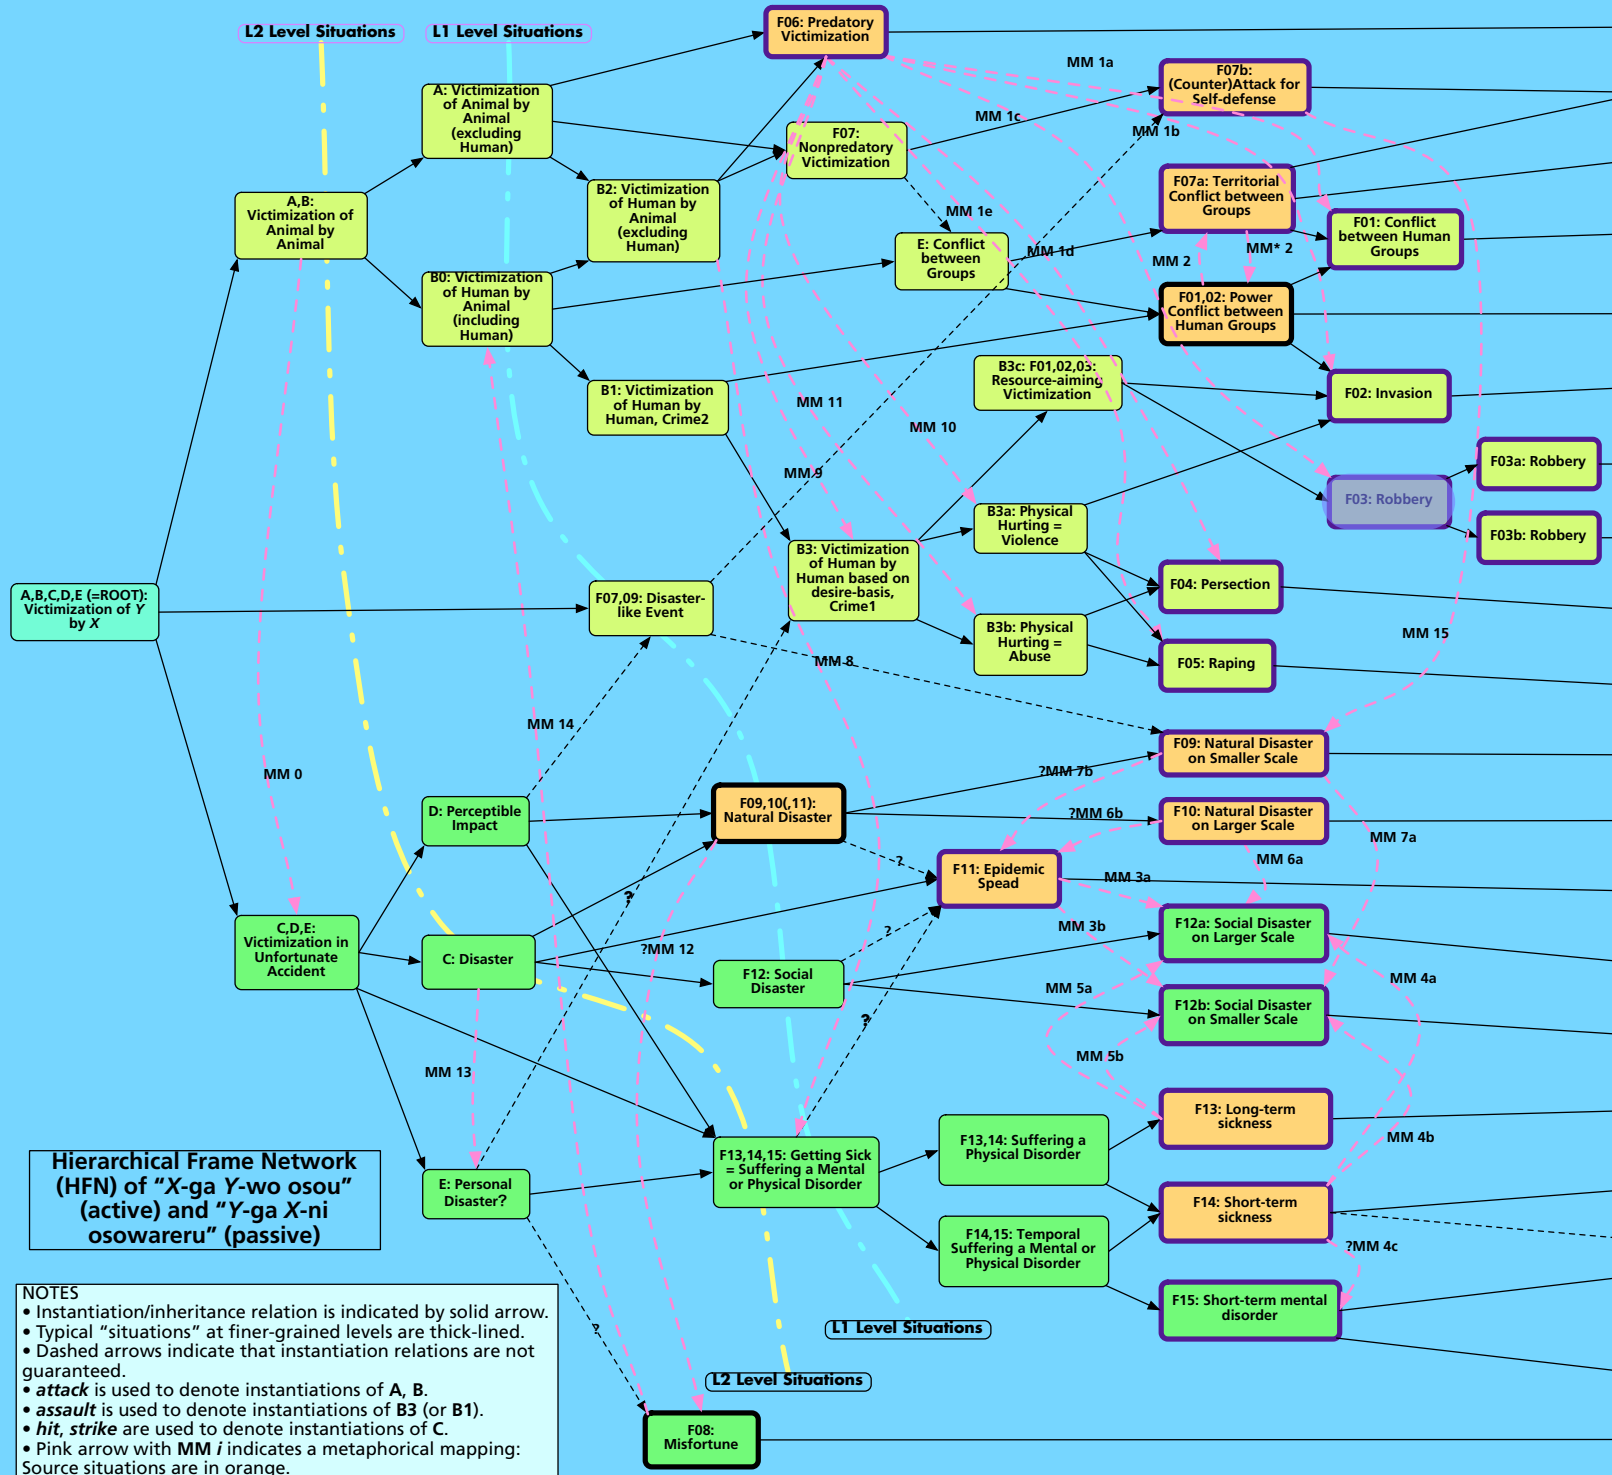 L2 Level Situations
L1 Level Situations
F06: Predatory
Victimization
MM 1a
F07b:
(Counter)Attack for
Self-defense
A: Victimization
of Animal by
Animal
(excluding
Human)
MM 1c
MM 1b
F07:
Nonpredatory
Victimization
A,B:
Victimization of
Animal by
Animal
B2: Victimization
of Human by
Animal
(excluding
Human)
F07a: Territorial
Conflict between
Groups
MM 1e
F01: Conflict
between Human
Groups
E: Conflict
between
Groups
MM 1d
MM 2
MM* 2
B0: Victimization
of Human by
Animal
(including
Human)
F01,02: Power
Conflict between
Human Groups
B3c: F01,02,03:
Resource-aiming
Victimization
B1: Victimization
of Human by
Human, Crime2
MM 11
F02: Invasion
MM 10
F03a: Robbery
MM 9
F03: Robbery
B3a: Physical
Hurting =
Violence
F03b: Robbery
B3: Victimization
of Human by
Human based on
desire-basis,
Crime1
F04: Persection
A,B,C,D,E (=ROOT):
Victimization of Y
by X
F07,09: Disaster-
like Event
B3b: Physical
Hurting =
Abuse
MM 15
MM 8
F05: Raping
MM 14
F09: Natural Disaster
on Smaller Scale
MM 0
?MM 7b
D: Perceptible
Impact
F09,10(,11):
Natural Disaster
?MM 6b
F10: Natural Disaster
on Larger Scale
MM 7a
?
MM 6a
F11: Epidemic
Spead
MM 3a
?
C,D,E:
Victimization in
Unfortunate
Accident
?
MM 3b
F12a: Social Disaster
on Larger Scale
?MM 12
C: Disaster
F12: Social
Disaster
MM 5a
MM 4a
F12b: Social Disaster
on Smaller Scale
?
MM 5b
MM 13
F13: Long-term
sickness
MM 4b
F13,14: Suffering a
Physical Disorder
F13,14,15: Getting Sick
= Suffering a Mental
or Physical Disorder
E: Personal
Disaster?
F14: Short-term
sickness
Hierarchical Frame Network
(HFN) of “X-ga Y-wo osou”
(active) and “Y-ga X-ni
osowareru” (passive)
F14,15: Temporal
Suffering a Mental or
Physical Disorder
?MM 4c
F15: Short-term mental
disorder
?
L1 Level Situations
L2 Level Situations
F08:
Misfortune
NOTES
• Instantiation/inheritance relation is indicated by solid arrow.
• Typical “situations” at finer-grained levels are thick-lined.
• Dashed arrows indicate that instantiation relations are not
guaranteed.
• attack is used to denote instantiations of A, B.
• assault is used to denote instantiations of B3 (or B1).
• hit, strike are used to denote instantiations of C.
• Pink arrow with MM i indicates a metaphorical mapping:
Source situations are in orange.